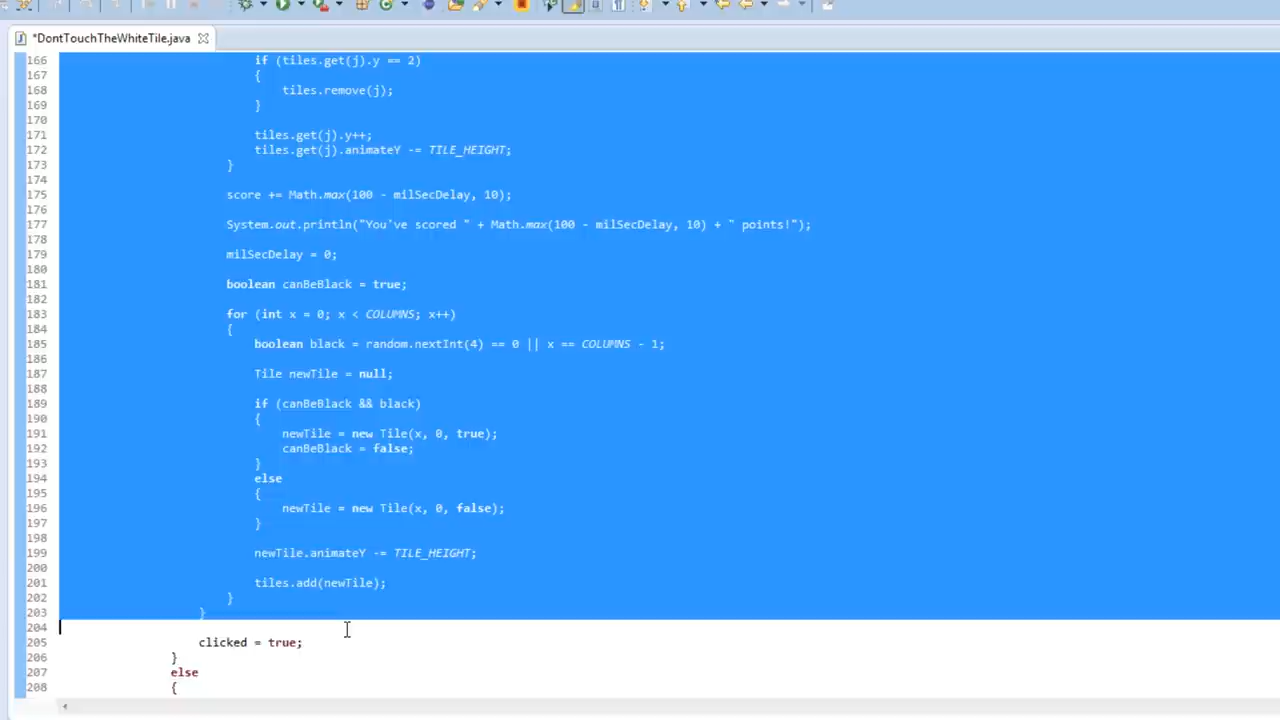 *DontTouchTheWhiteTile.java
166 if (tiles.get(j).y == 2)
167 {
168 tiles.remove(j);
169 }
170
171 tiles.get(j).y++;
172 tiles.get(j).animateY -= TILE_HEIGHT;
173 }
174
175 score += Math.max(100 - milSecDelay, 10);
176
177 System.out.println("You've scored " + Math.max(100 - milSecDelay, 10) + " points!");
178
179 milSecDelay = 0;
180
181 boolean canBeBlack = true;
182
183 for (int x = 0; x < COLUMNS; x++)
184 {
185 boolean black = random.nextInt(4) == 0 || x == COLUMNS - 1;
186
187 Tile newTile = null;
188
189 if (canBeBlack && black)
190 {
191 newTile = new Tile(x, 0, true);
192 canBeBlack = false;
193 }
194 else
195 {
196 newTile = new Tile(x, 0, false);
197 }
198
199 newTile.animateY -= TILE_HEIGHT;
200
201 tiles.add(newTile);
202 }
203 }
204
205 clicked = true;
206 }
207 else
208 {